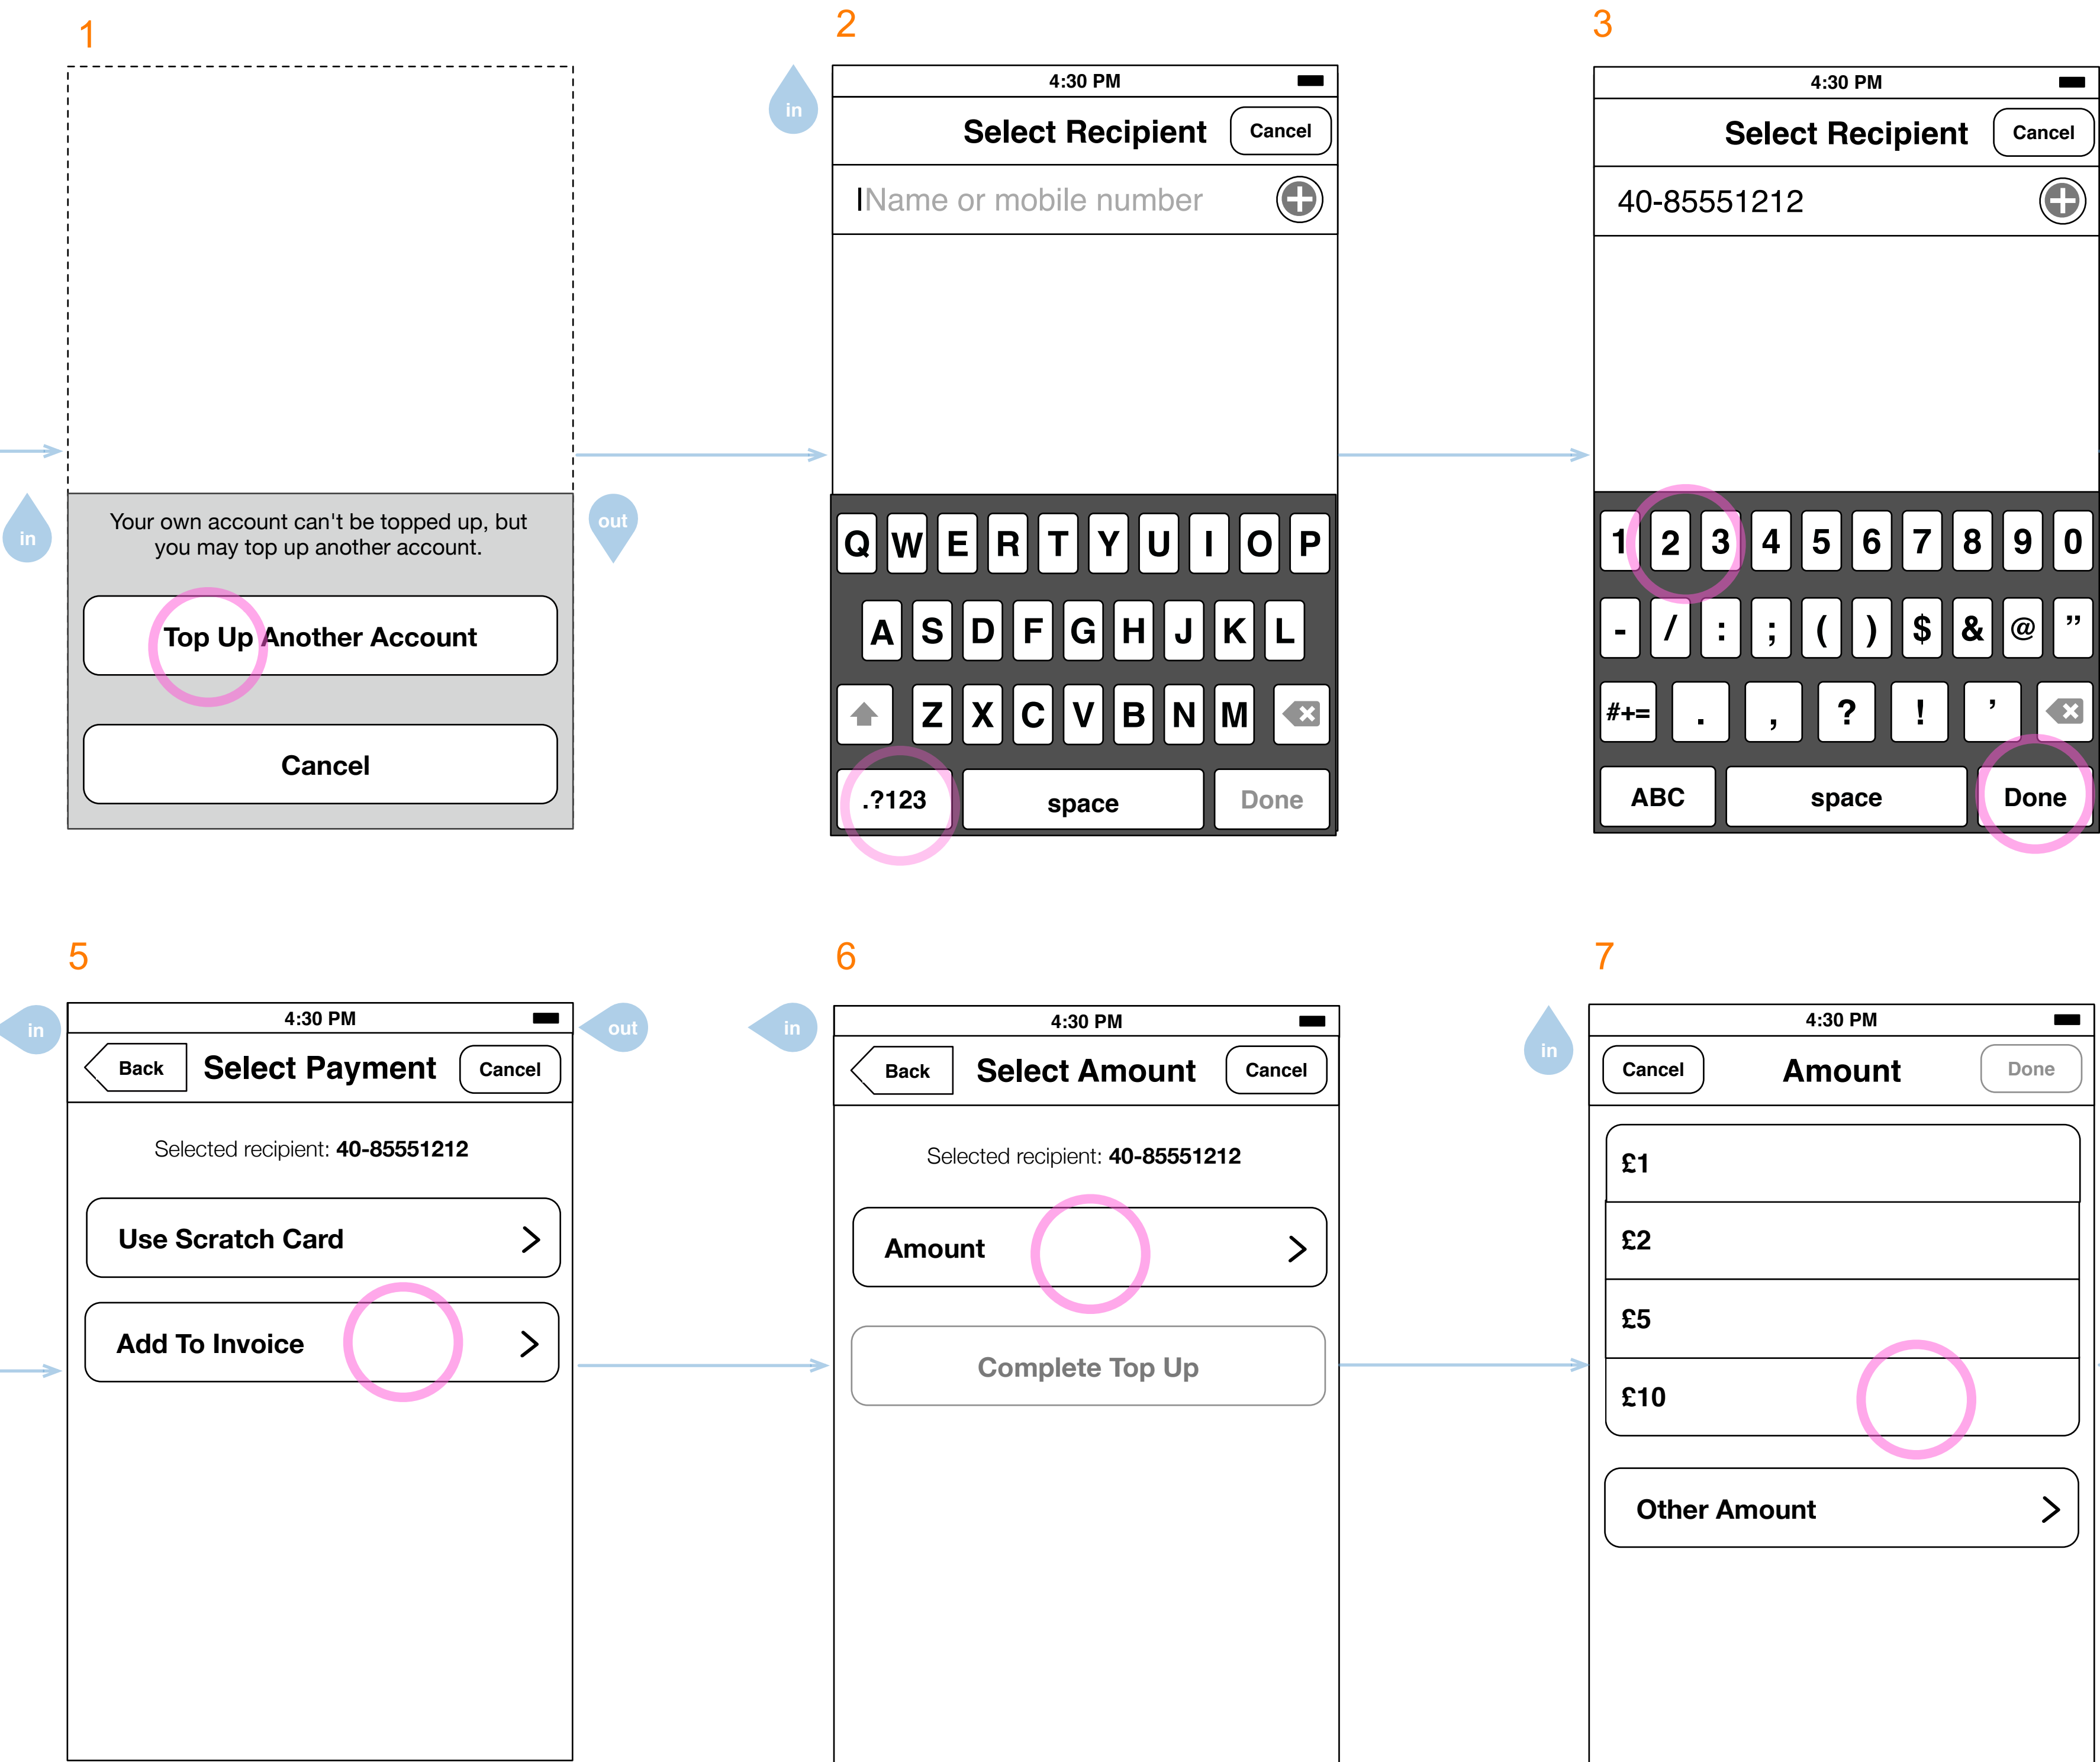 1
in
Your own account can't be topped up, but
you may top up another account.
Top Up Another Account
Cancel
out
2
in
4:30 PM
Select Recipient Cancel
Name or mobile number
Q W E R T Y U I O P
A S D F G H J K L
Z X C V B N M
.?123 space Done
3
4:30 PM
Select Recipient Cancel
40-85551212
1 2 3 4 5 6 7 8 9 0
- / : ; ( ) $ & @ ”
#+= . , ? ! ’
ABC space Done
5
in
4:30 PM
Back Select Payment Cancel
Selected recipient: 40-85551212
Use Scratch Card
Add To Invoice
out
6
in
4:30 PM
Back Select Amount Cancel
Selected recipient: 40-85551212
Amount
Complete Top Up
7
in
4:30 PM
Cancel Amount Done
£1
£2
£5
£10
Other Amount